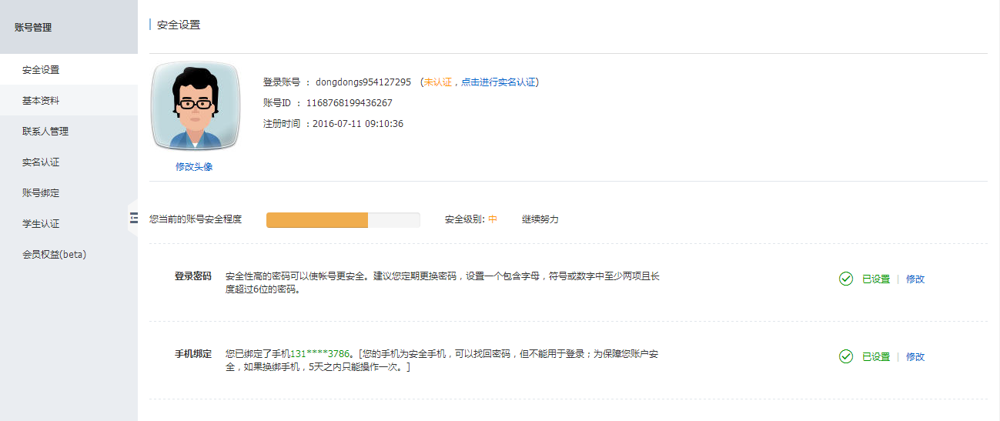 账号管理
安全设置
基本资料
联系人管理
实名认证
账号绑定
学生认证
会员权益(beta)
安全设置
登录账号 : dongdongs954127295 (未认证，点击进行实名认证)
账号ID : 1168768199436267
注册时间 : 2016-07-11 09:10:36
修改头像
您当前的账号安全程度 安全级别: 中 继续努力
登录密码 安全性高的密码可以使帐号更安全。建议您定期更换密码，设置一个包含字母，符号或数字中至少两项且长
度超过6位的密码。
已设置 | 修改
手机绑定 您已绑定了手机131****3786。[您的手机为安全手机，可以找回密码，但不能用于登录；为保障您账户安
全，如果换绑手机，5天之内只能操作一次。]
已设置 | 修改